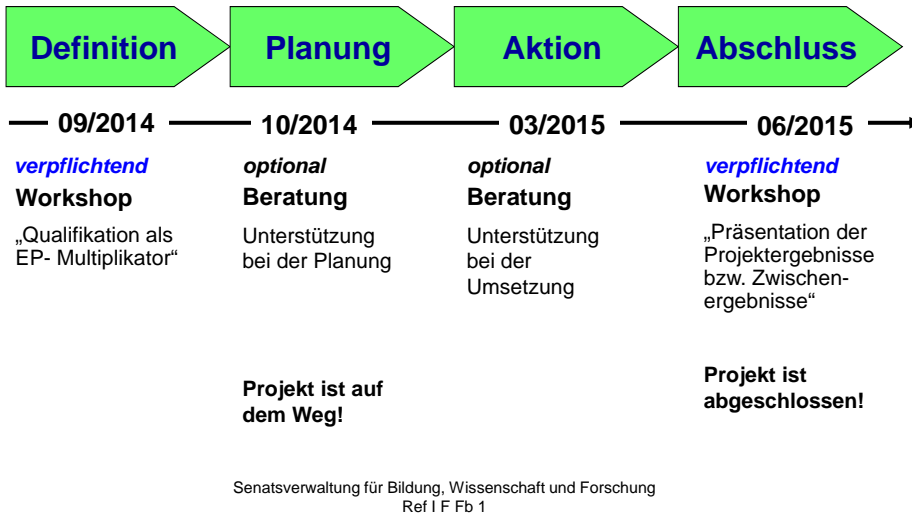 Definition
Planung
Aktion
Abschluss
09/2014
10/2014
03/2015
06/2015
verpflichtend
Workshop
„Qualifikation als
EP- Multiplikator“
optional
Beratung
Unterstützung
bei der Planung
Projekt ist auf
dem Weg!
optional
Beratung
Unterstützung
bei der
Umsetzung
verpflichtend
Workshop
„Präsentation der
Projektergebnisse
bzw. Zwischen-
ergebnisse“
Projekt ist
abgeschlossen!
Senatsverwaltung für Bildung, Wissenschaft und Forschung
Ref I F Fb 1